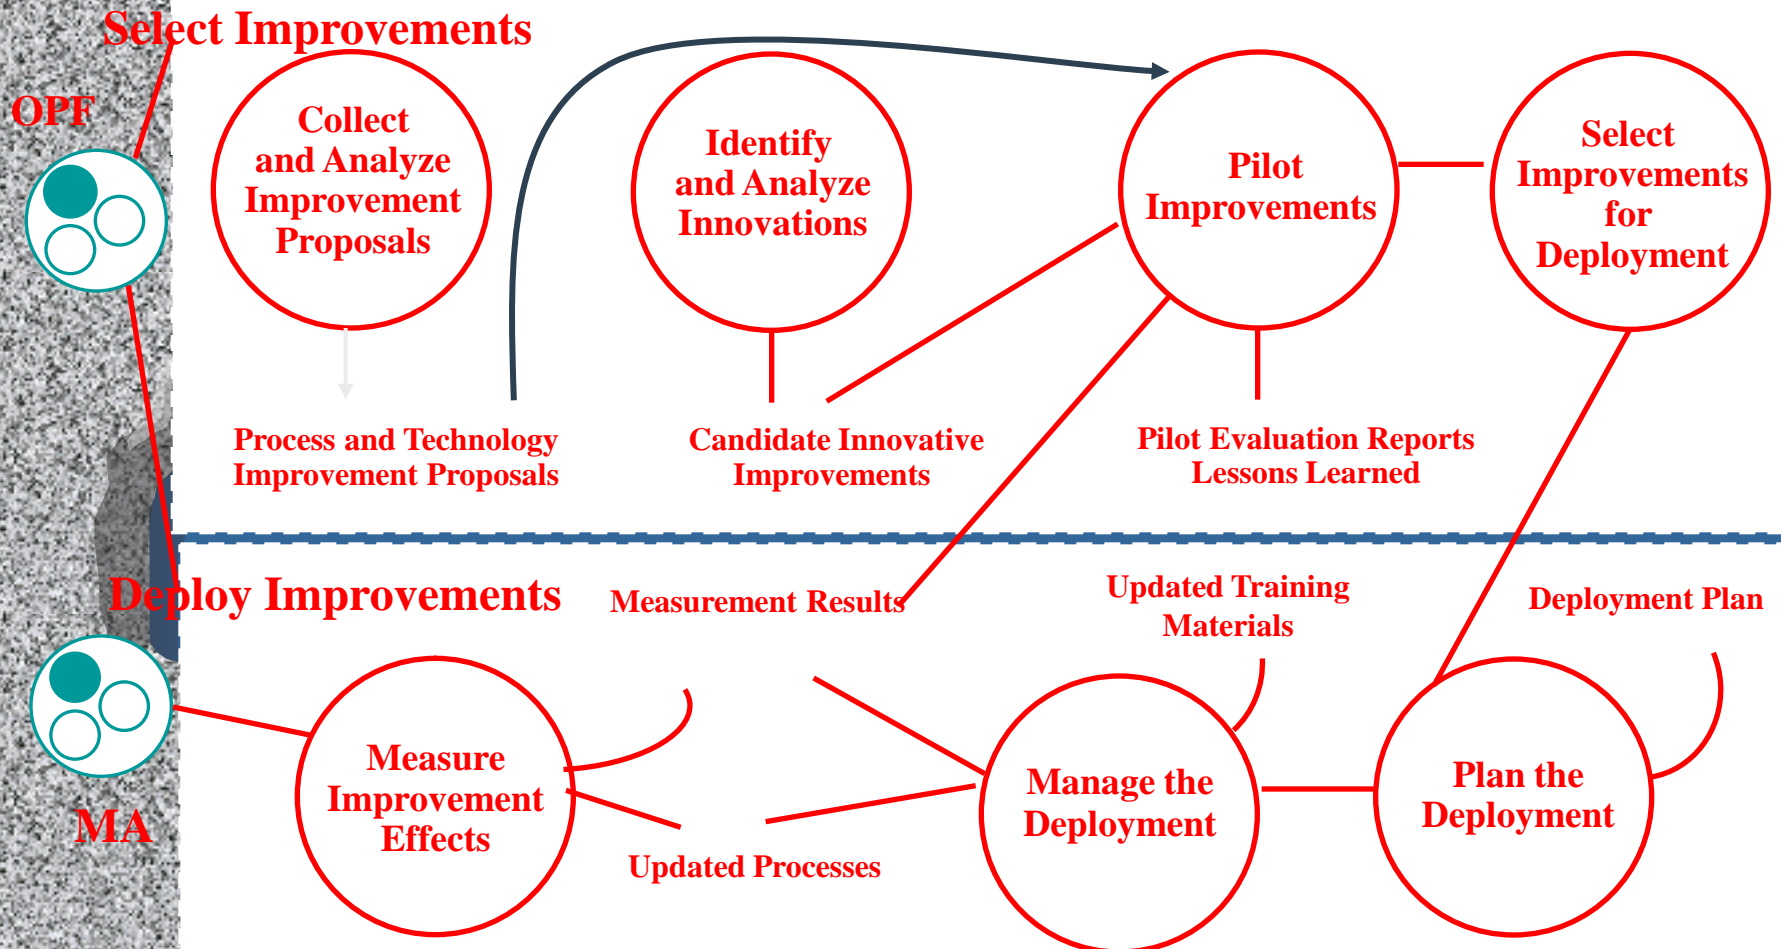 Select Improvements
OPF
Collect
and Analyze
Improvement
Proposals
Identify
and Analyze
Innovations
Pilot
Improvements
Select
Improvements
for
Deployment
Process and Technology
Improvement Proposals
Candidate Innovative
Improvements
Pilot Evaluation Reports
Lessons Learned
Deploy Improvements
Measurement Results
Updated Training
Materials
Deployment Plan
MA
Measure
Improvement
Effects
Updated Processes
Manage the
Deployment
Plan the
Deployment